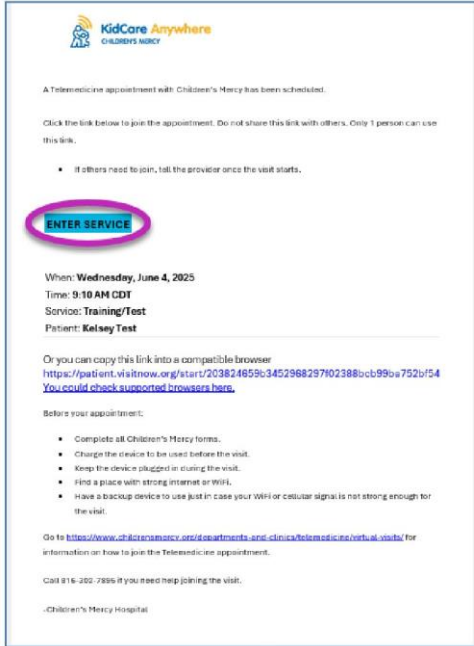 KidCare Anywhere
CHILDREN'S MERCY
A Telemedicine appointment with Children's Mercy has been scheduled.
Click the link below to join the appointment. Do not share this link with others. Only 1 person can use
this link.
• If others need to join, tell the provider once the visit starts.
ENTER SERVICE
When: Wednesday, June 4, 2025
Time: 9:10 AM CDT
Service: Training/Test
Patient: Kelsey Test
Or you can copy this link into a compatible browser
https://patient.visitnow.org/start/203824659b3452968297f02388bcb99ba752bf54
You could check supported browsers here.
Before your appointment:
• Complete all Children's Mercy forms.
• Charge the device to be used before the visit.
• Keep the device plugged in during the visit.
• Find a place with strong internet or WiFi.
• Have a backup device to use just in case your WiFi or cellular signal is not strong enough for
the visit.
Go to https://www.childrensmercy.org/departments-and-clinics/telemedicine/virtual-visits/ for
information on how to join the Telemedicine appointment.
Call 816-302-7895 if you need help joining the visit.
-Children's Mercy Hospital